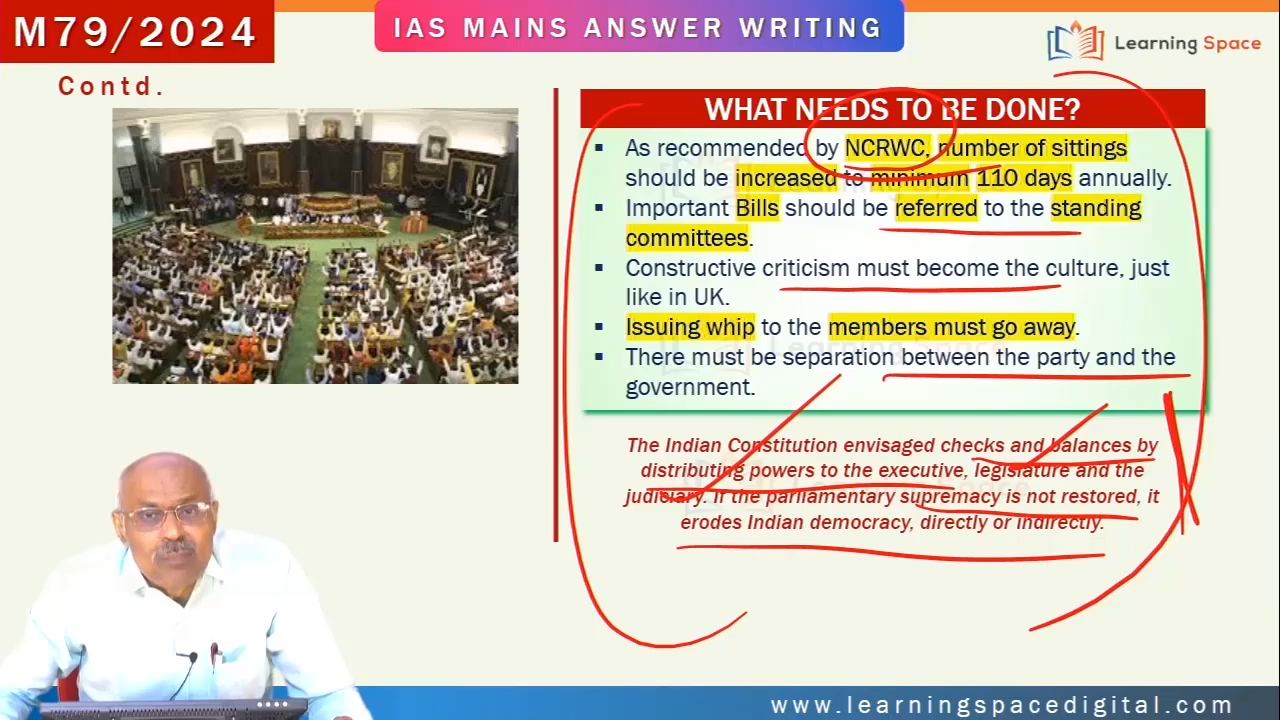 M79/2024
IAS MAINS ANSWER WRITING
Learning Space
Contd.
WHAT NEEDS TO BE DONE?
▪ As recommended by NCRWC, number of sittings
should be increased to minimum 110 days annually.
▪ Important Bills should be referred to the standing
committees.
▪ Constructive criticism must become the culture, just
like in UK.
▪ Issuing whip to the members must go away.
▪ There must be separation between the party and the
government.
The Indian Constitution envisaged checks and balances by
distributing powers to the executive, legislature and the
judiciary. If the parliamentary supremacy is not restored, it
erodes Indian democracy, directly or indirectly.
www.learningspacedigital.com